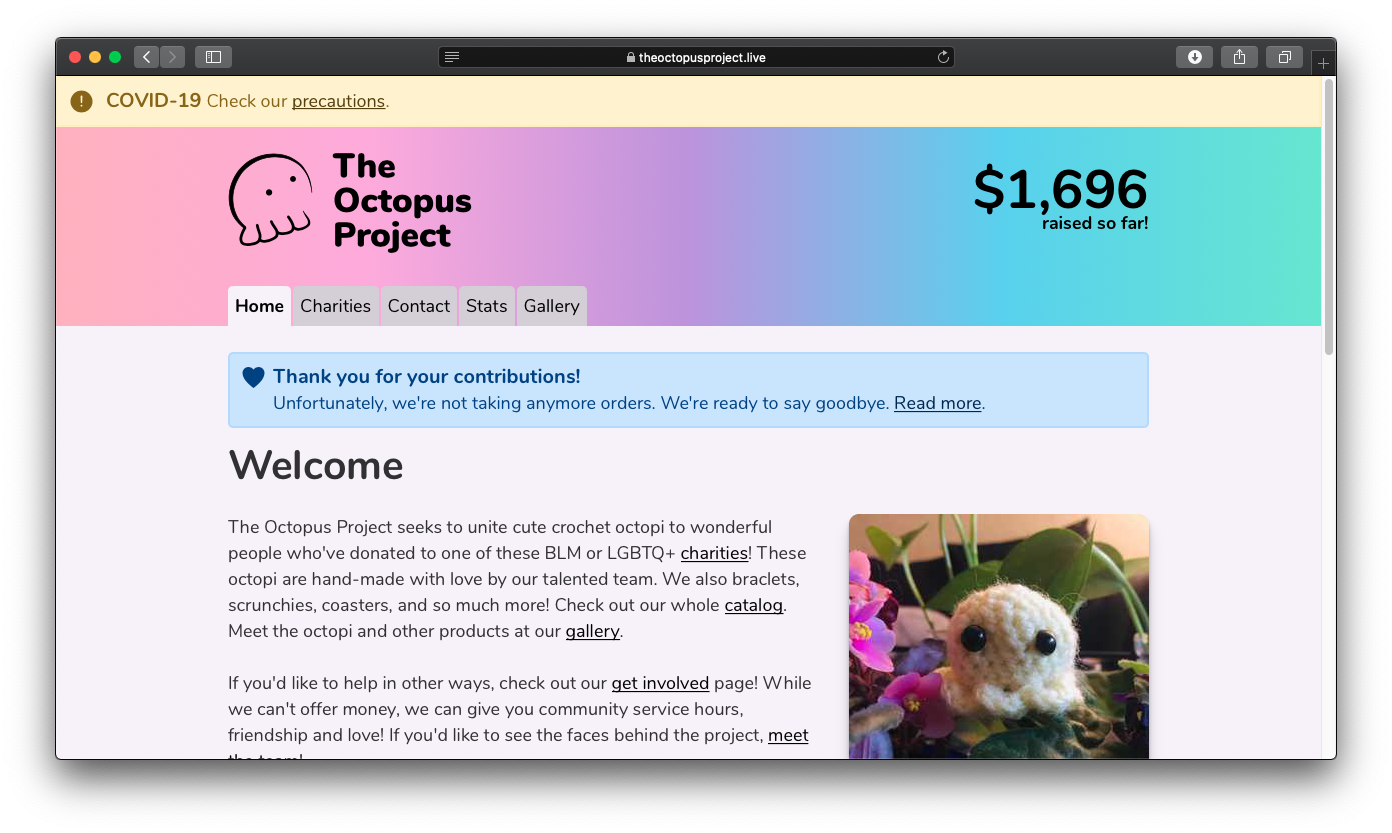 theoctopusproject.live
! COVID-19 Check our precautions.
The
Octopus
Project
$1,696
raised so far!
Home Charities Contact Stats Gallery
Thank you for your contributions!
Unfortunately, we're not taking anymore orders. We're ready to say goodbye. Read more.
Welcome
The Octopus Project seeks to unite cute crochet octopi to wonderful
people who've donated to one of these BLM or LGBTQ+ charities! These
octopi are hand-made with love by our talented team. We also braclets,
scrunchies, coasters, and so much more! Check out our whole catalog.
Meet the octopi and other products at our gallery.
If you'd like to help in other ways, check out our get involved page! While
we can't offer money, we can give you community service hours,
friendship and love! If you'd like to see the faces behind the project, meet
the team!